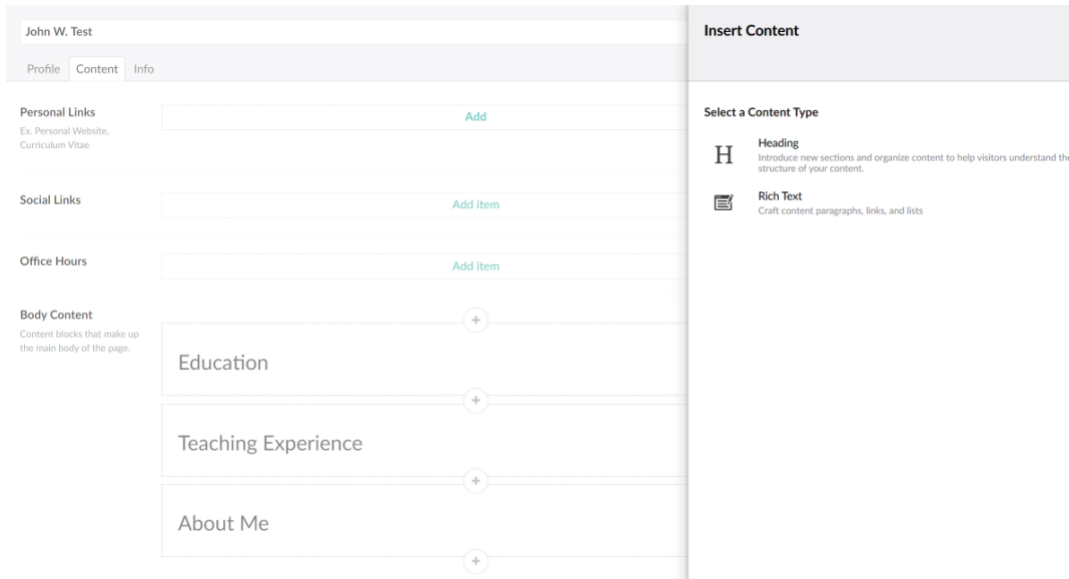 John W. Test
Profile Content Info
Personal Links
Ex. Personal Website,
Curriculum Vitae
Add
Social Links
Add item
Office Hours
Add item
Body Content
Content blocks that make up
the main body of the page.
+
Education
+
Teaching Experience
+
About Me
+
Insert Content
Select a Content Type
H
Heading
Introduce new sections and organize content to help visitors understand the
structure of your content.
Rich Text
Craft content paragraphs, links, and lists